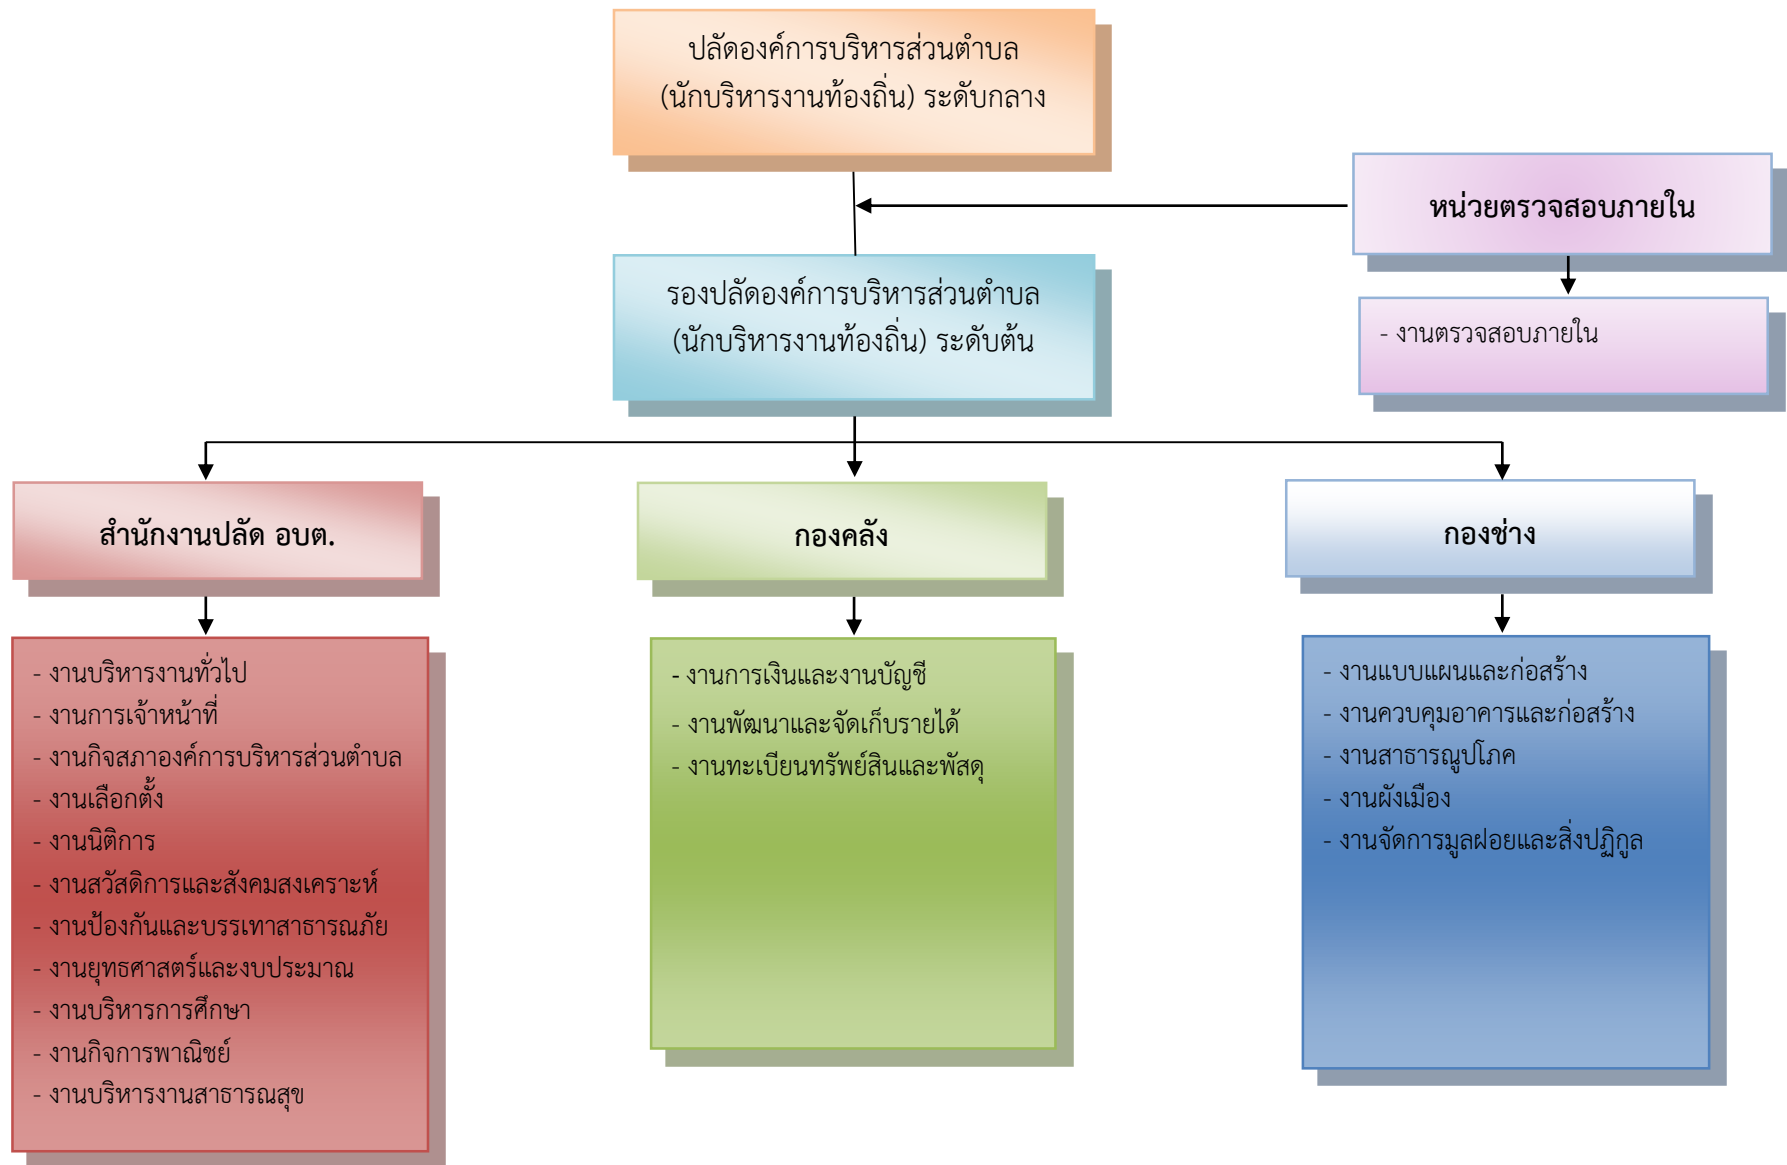 ปลัดองค์การบริหารส่วนตำบล
(นักบริหารงานท้องถิ่น) ระดับกลาง
หน่วยตรวจสอบภายใน
รองปลัดองค์การบริหารส่วนตำบล
(นักบริหารงานท้องถิ่น) ระดับต้น
- งานตรวจสอบภายใน
สำนักงานปลัด อบต.
- งานบริหารงานทั่วไป
- งานการเจ้าหน้าที่
- งานกิจสภาองค์การบริหารส่วนตำบล
- งานเลือกตั้ง
- งานนิติการ
- งานสวัสดิการและสังคมสงเคราะห์
- งานป้องกันและบรรเทาสาธารณภัย
- งานยุทธศาสตร์และงบประมาณ
- งานบริหารการศึกษา
- งานกิจการพาณิชย์
- งานบริหารงานสาธารณสุข
กองคลัง
- งานการเงินและงานบัญชี
- งานพัฒนาและจัดเก็บรายได้
- งานทะเบียนทรัพย์สินและพัสดุ
กองช่าง
- งานแบบแผนและก่อสร้าง
- งานควบคุมอาคารและก่อสร้าง
- งานสาธารณูปโภค
- งานผังเมือง
- งานจัดการมูลฝอยและสิ่งปฏิกูล